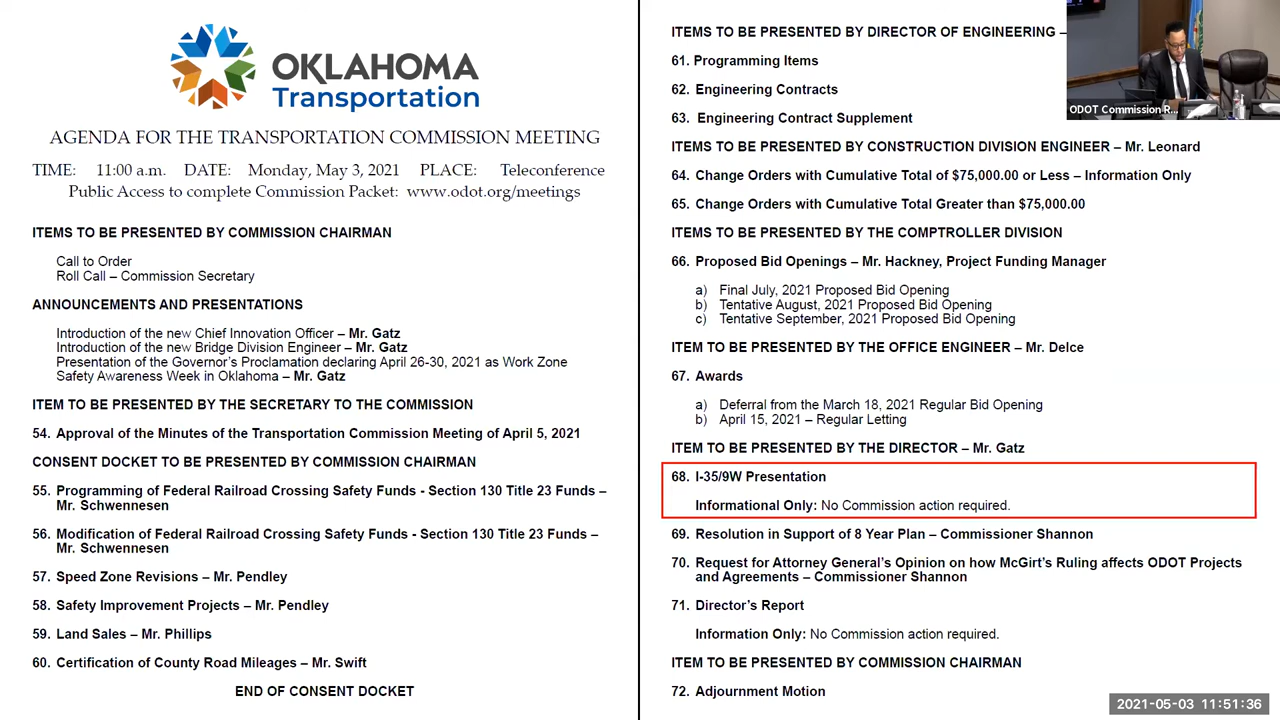 OKLAHOMA
Transportation
AGENDA FOR THE TRANSPORTATION COMMISSION MEETING
TIME: 11:00 a.m. DATE: Monday, May 3, 2021 PLACE: Teleconference
Public Access to complete Commission Packet: www.odot.org/meetings
ITEMS TO BE PRESENTED BY COMMISSION CHAIRMAN
Call to Order
Roll Call – Commission Secretary
ANNOUNCEMENTS AND PRESENTATIONS
Introduction of the new Chief Innovation Officer – Mr. Gatz
Introduction of the new Bridge Division Engineer – Mr. Gatz
Presentation of the Governor's Proclamation declaring April 26-30, 2021 as Work Zone
Safety Awareness Week in Oklahoma – Mr. Gatz
ITEM TO BE PRESENTED BY THE SECRETARY TO THE COMMISSION
54. Approval of the Minutes of the Transportation Commission Meeting of April 5, 2021
CONSENT DOCKET TO BE PRESENTED BY COMMISSION CHAIRMAN
55. Programming of Federal Railroad Crossing Safety Funds - Section 130 Title 23 Funds –
Mr. Schwennesen
56. Modification of Federal Railroad Crossing Safety Funds - Section 130 Title 23 Funds –
Mr. Schwennesen
57. Speed Zone Revisions – Mr. Pendley
58. Safety Improvement Projects – Mr. Pendley
59. Land Sales – Mr. Phillips
60. Certification of County Road Mileages – Mr. Swift
END OF CONSENT DOCKET
ITEMS TO BE PRESENTED BY DIRECTOR OF ENGINEERING –
61. Programming Items
62. Engineering Contracts
63. Engineering Contract Supplement
ITEMS TO BE PRESENTED BY CONSTRUCTION DIVISION ENGINEER – Mr. Leonard
64. Change Orders with Cumulative Total of $75,000.00 or Less – Information Only
65. Change Orders with Cumulative Total Greater than $75,000.00
ITEMS TO BE PRESENTED BY THE COMPTROLLER DIVISION
66. Proposed Bid Openings – Mr. Hackney, Project Funding Manager
a) Final July, 2021 Proposed Bid Opening
b) Tentative August, 2021 Proposed Bid Opening
c) Tentative September, 2021 Proposed Bid Opening
ITEM TO BE PRESENTED BY THE OFFICE ENGINEER – Mr. Delce
67. Awards
a) Deferral from the March 18, 2021 Regular Bid Opening
b) April 15, 2021 – Regular Letting
ITEM TO BE PRESENTED BY THE DIRECTOR – Mr. Gatz
68. I-35/9W Presentation
Informational Only: No Commission action required.
69. Resolution in Support of 8 Year Plan – Commissioner Shannon
70. Request for Attorney General's Opinion on how McGirt's Ruling affects ODOT Projects
and Agreements – Commissioner Shannon
71. Director's Report
Information Only: No Commission action required.
ITEM TO BE PRESENTED BY COMMISSION CHAIRMAN
72. Adjournment Motion
ODOT Commission R...
2021-05-03 11:51:36